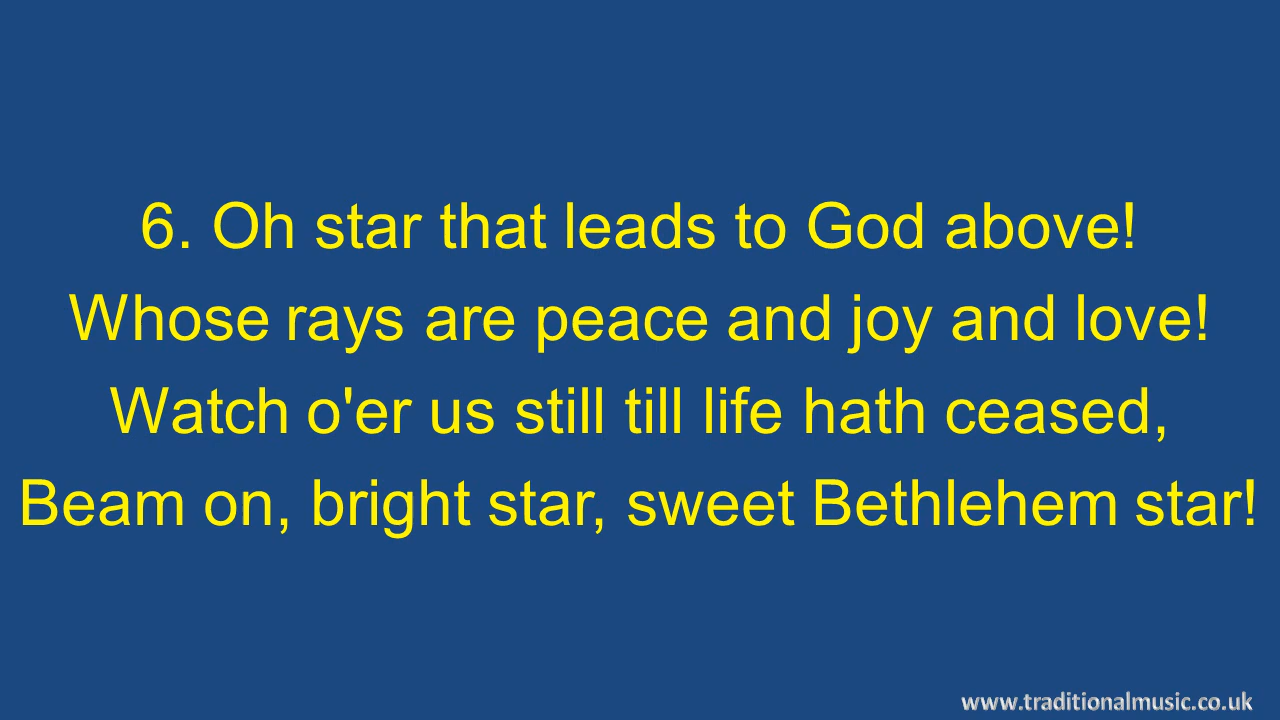 6. Oh star that leads to God above!
Whose rays are peace and joy and love!
Watch o'er us still till life hath ceased,
Beam on, bright star, sweet Bethlehem star!
www.traditionalmusic.co.uk